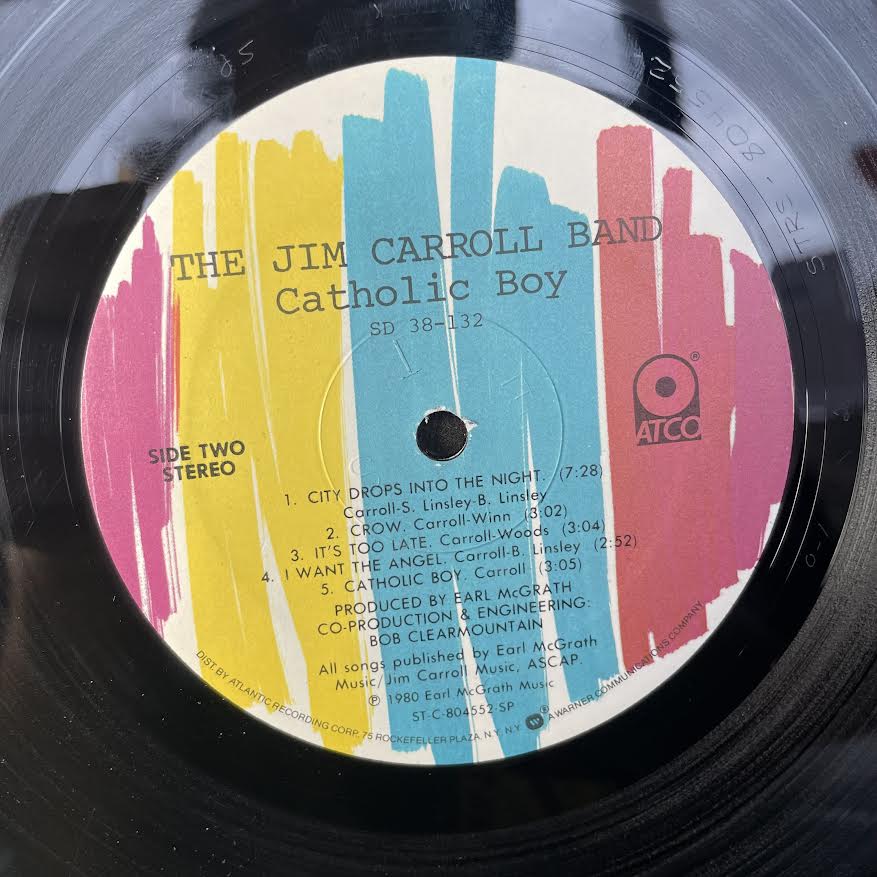 THE JIM CARROLL BAND
Catholic Boy
SD 38-132
®
ATCO
SIDE TWO
STEREO
1. CITY DROPS INTO THE NIGHT. (7:28)
Carroll-S. Linsley-B. Linsley
2. CROW. Carroll-Winn (3:02)
3. IT'S TOO LATE. Carroll-Woods (3:04)
4. I WANT THE ANGEL. Carroll-B. Linsley (2:52)
5. CATHOLIC BOY. Carroll (3:05)
PRODUCED BY EARL McGRATH
CO-PRODUCTION & ENGINEERING:
BOB CLEARMOUNTAIN
All songs published by Earl McGrath
Music/Jim Carroll Music, ASCAP.
℗ 1980 Earl McGrath Music
ST-C-804552-SP
DIST. BY ATLANTIC RECORDING CORP. 75 ROCKEFELLER PLAZA, N.Y. N.Y. ® A WARNER COMMUNICATIONS COMPANY